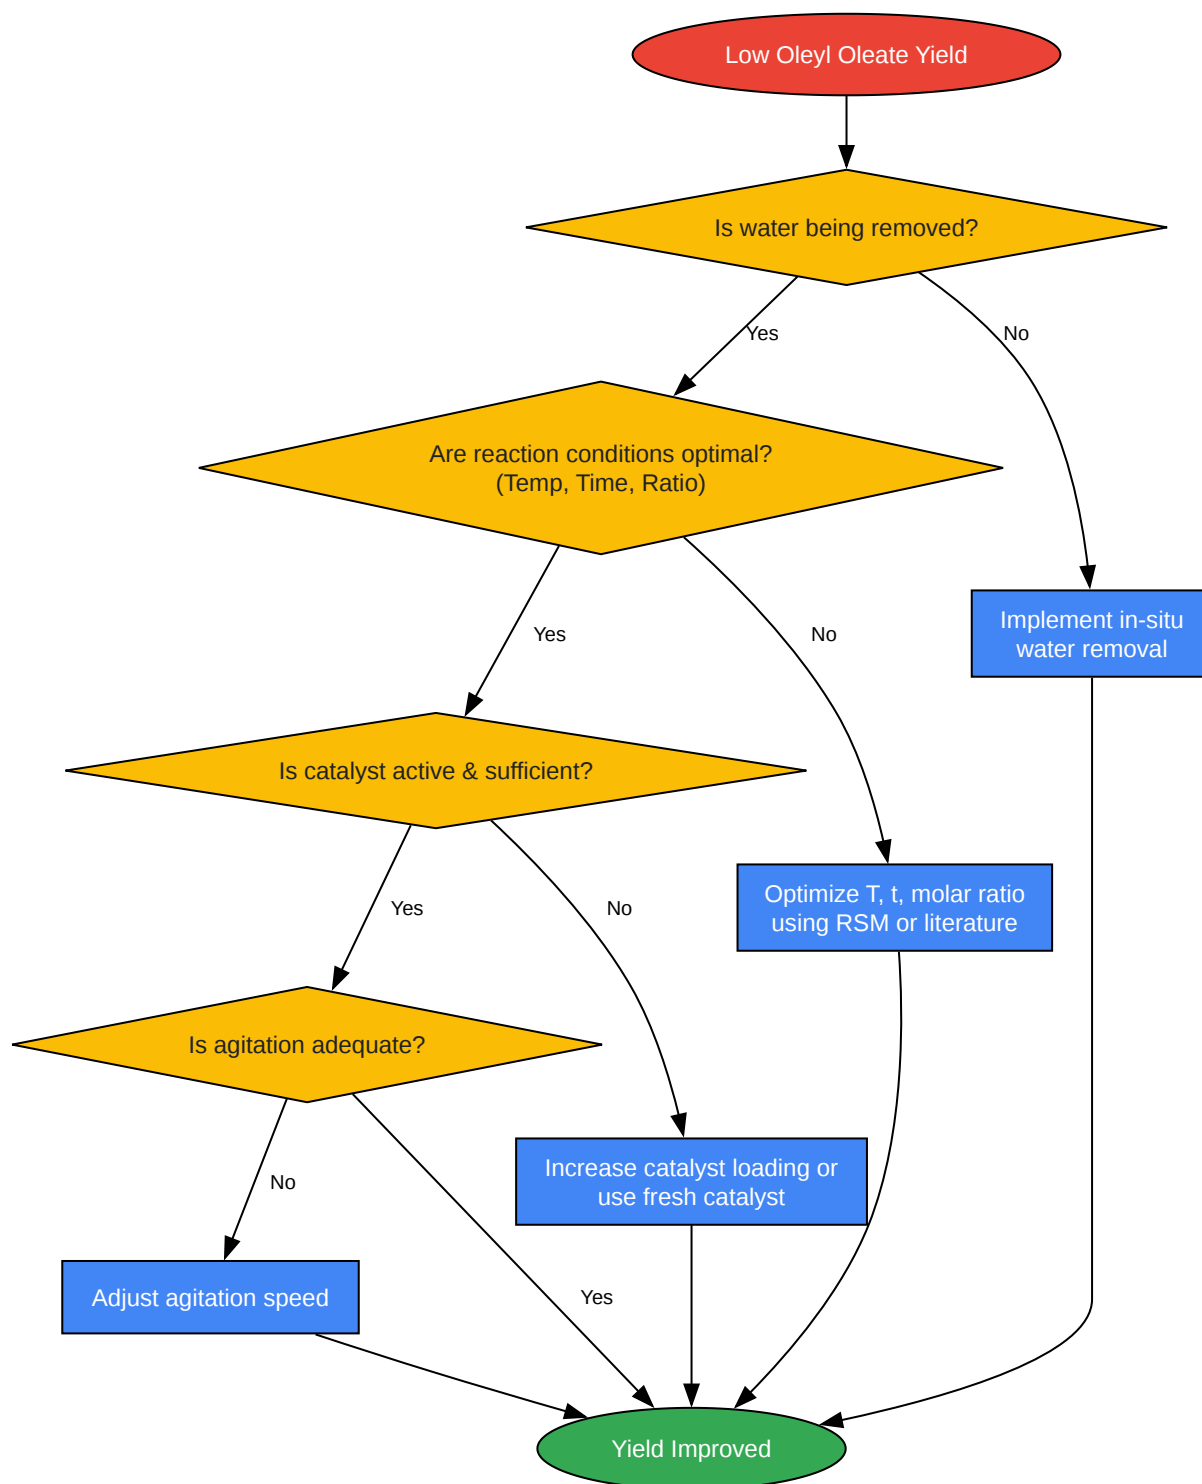 Low Oleyl Oleate Yield
Is water being removed?
Yes
No
Are reaction conditions optimal?
(Temp, Time, Ratio)
Yes
No
Implement in-situ
water removal
Is catalyst active & sufficient?
Yes
No
Optimize T, t, molar ratio
using RSM or literature
Is agitation adequate?
No
Yes
Increase catalyst loading or
use fresh catalyst
Adjust agitation speed
Yield Improved